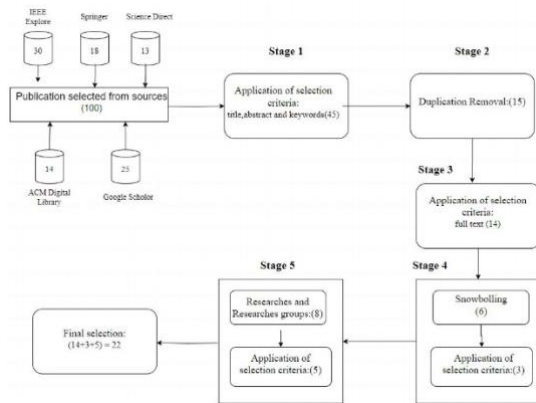 IEEE
Explore
Springer
Science Direct
30
18
13
Publication selected from sources
(100)
14
25
ACM Digital
Library
Google Scholor
Stage 1
Application of selection
criteria:
title,abstract and keywords(45)
Stage 2
Duplication Removal:(15)
Stage 3
Application of selection
criteria:
full text (14)
Stage 4
Snowbolling
(6)
Application of
selection criteria:(3)
Stage 5
Researches and
Researches groups:(8)
Application of
selection criteria:(5)
Final selection:
(14+3+5) = 22